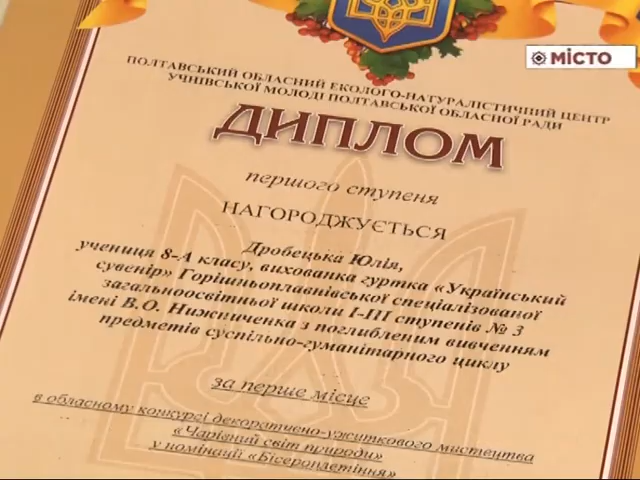 МІСТО
ПОЛТАВСЬКИЙ ОБЛАСНИЙ ЕКОЛОГО-НАТУРАЛІСТИЧНИЙ ЦЕНТР
УЧНІВСЬКОЇ МОЛОДІ ПОЛТАВСЬКОЇ ОБЛАСНОЇ РАДИ
ДИПЛОМ
першого ступеня
НАГОРОДЖУЄТЬСЯ
Дробецька Юлія,
учениця 8-А класу, вихованка гуртка «Український
сувенір» Горішньоплавнівської спеціалізованої
загальноосвітньої школи І-ІІІ ступенів № 3
імені В.О. Нижниченка з поглибленим вивченням
предметів суспільно-гуманітарного циклу
за перше місце
в обласному конкурсі декоративно-ужиткового мистецтва
«Чарівний світ природи»
у номінації «Бісероплетіння»